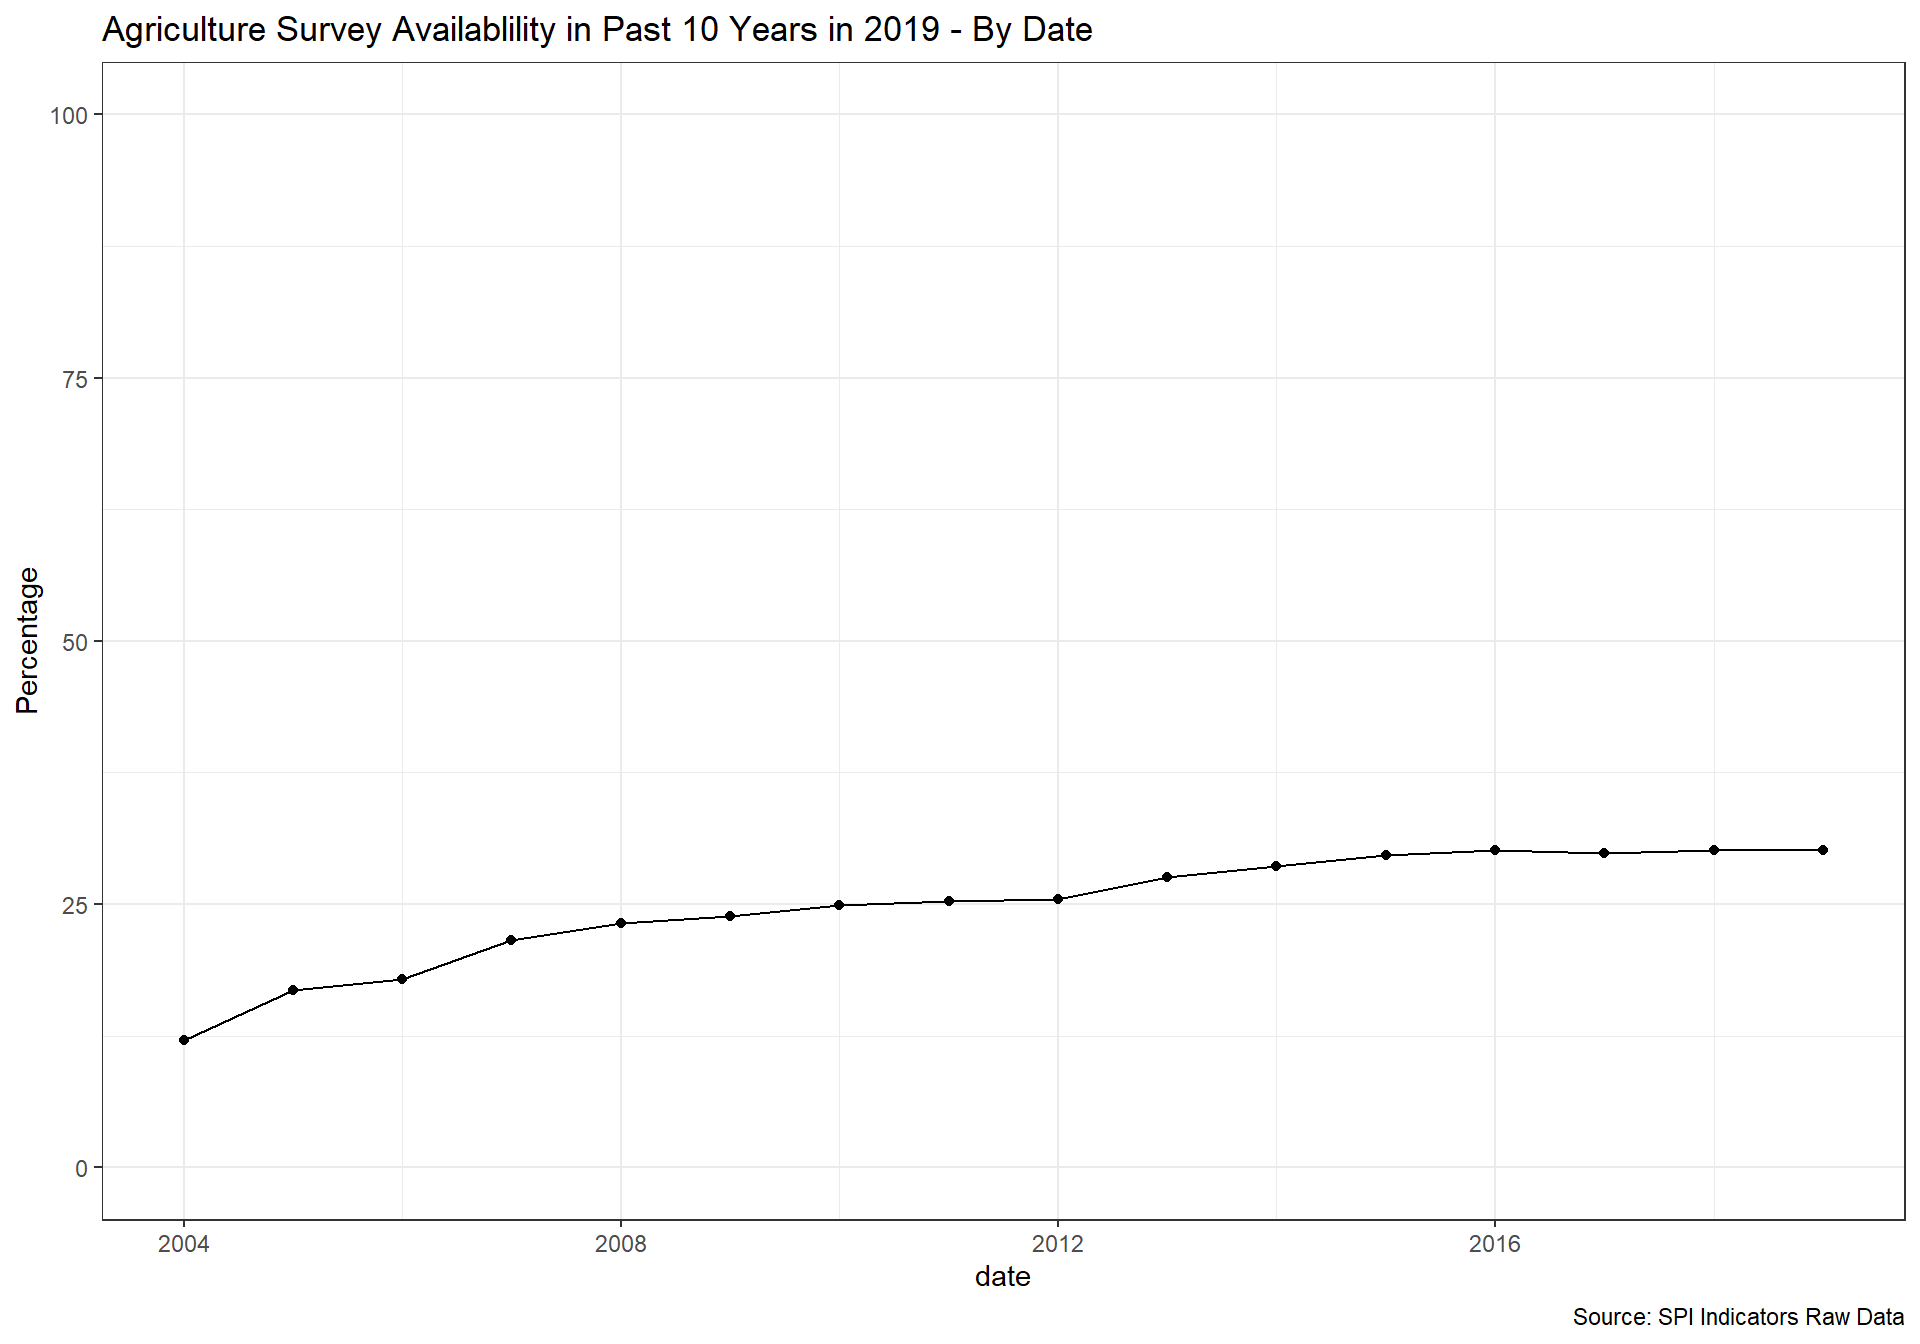 Agriculture Survey Availablility in Past 10 Years in 2019 - By Date
100
75
50
25
0
Percentage
2004
2008
2012
2016
date
Source: SPI Indicators Raw Data